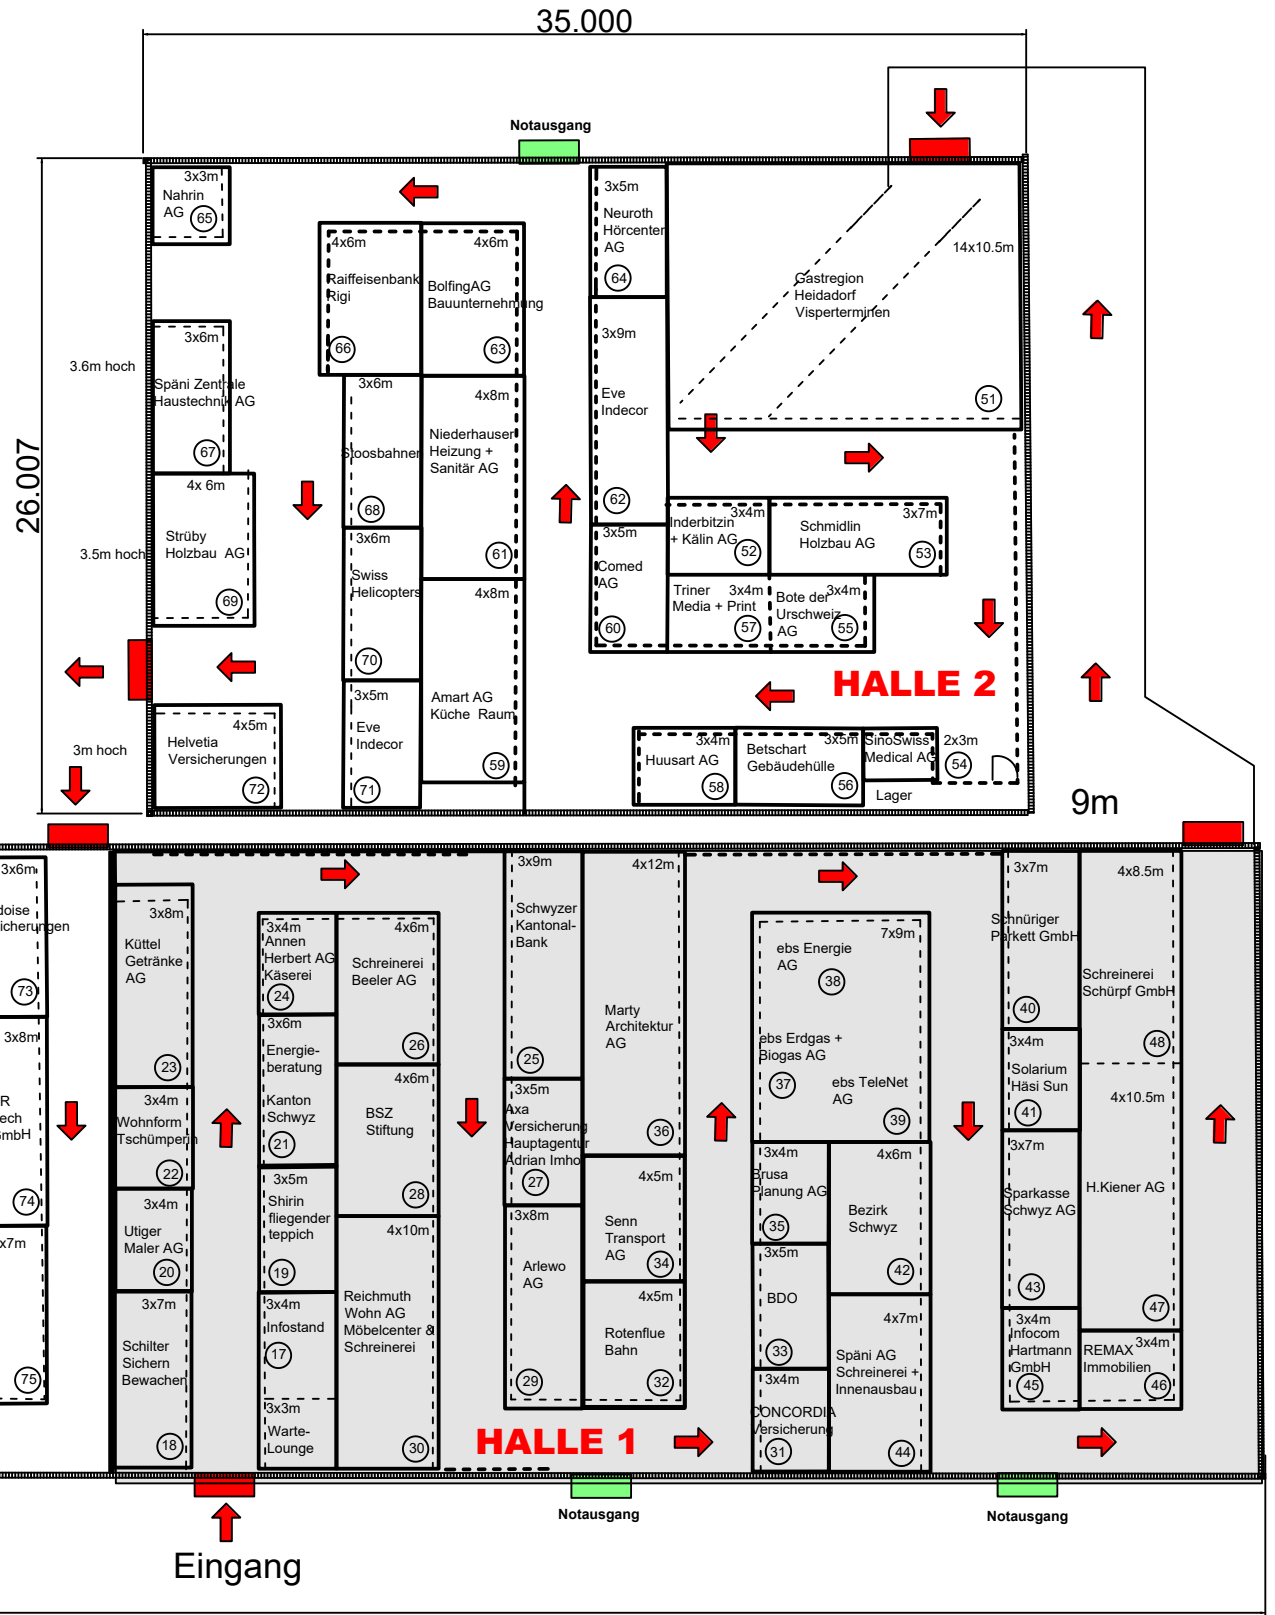 35.000
Notausgang
26.007
3x3m
Nahrin
AG
65
3x6m
3.6m hoch
Späni Zentrale
Haustechnik AG
67
4x 6m
Strüby
Holzbau AG
3.5m hoch
69
4x5m
Helvetia
Versicherungen
3m hoch
72
4x6m
Raiffeisenbank
Rigi
66
4x6m
BolfingAG
Bauunternehmung
63
3x6m
Stoosbahnen
68
4x8m
Niederhauser
Heizung +
Sanitär AG
61
3x6m
Swiss
Helicopters
70
4x8m
Amart AG
Küche Raum
59
3x5m
Eve
Indecor
71
3x5m
Neuroth
Hörcenter
AG
64
14x10.5m
Gastregion
Heidadorf
Visperterminen
51
3x9m
Eve
Indecor
62
3x5m
Comed
AG
60
3x4m
Inderbitzin
+ Kälin AG
52
3x7m
Schmidlin
Holzbau AG
53
Triner
3x4m
Media + Print
57
3x4m
Bote der
Urschweiz
AG
55
HALLE 2
3x4m
Huusart AG
58
3x5m
Betschart
Gebäudehülle
56
SinoSwiss
Medical AG
2x3m
54
Lager
9m
3x6m
doise
icherungen
73
3x8m
R
ech
GmbH
74
x7m
75
3x8m
Küttel
Getränke
AG
23
3x4m
Wohnform
Tschümperlin
22
3x4m
Utiger
Maler AG
20
3x7m
Schilter
Sichern
Bewachen
18
3x4m
Annen
Herbert AG
Käserei
24
3x6m
Energie-
beratung
Kanton
Schwyz
21
3x5m
Shirin
fliegender
teppich
19
3x4m
Infostand
17
3x3m
Warte-
Lounge
4x6m
Schreinerei
Beeler AG
26
4x6m
BSZ
Stiftung
28
4x10m
Reichmuth
Wohn AG
Möbelcenter &
Schreinerei
30
3x9m
Schwyzer
Kantonal-
Bank
25
3x5m
Axa
Versicherung
Hauptagentur
Adrian Imhof
27
3x8m
Arlewo
AG
29
4x12m
Marty
Architektur
AG
36
4x5m
Senn
Transport
AG
34
4x5m
Rotenflue
Bahn
32
HALLE 1
7x9m
ebs Energie
AG
38
ebs Erdgas +
Biogas AG
37
ebs TeleNet
AG
39
3x4m
Brusa
Planung AG
35
3x5m
BDO
33
3x4m
CONCORDIA
Versicherung
31
4x6m
Bezirk
Schwyz
42
4x7m
Späni AG
Schreinerei +
Innenausbau
44
3x7m
Schnüriger
Parkett GmbH
40
3x4m
Solarium
Häsi Sun
41
3x7m
Sparkasse
Schwyz AG
43
3x4m
Infocom
Hartmann
GmbH
45
4x8.5m
Schreinerei
Schürpf GmbH
48
4x10.5m
H.Kiener AG
47
3x4m
REMAX
Immobilien
46
Notausgang
Notausgang
Eingang